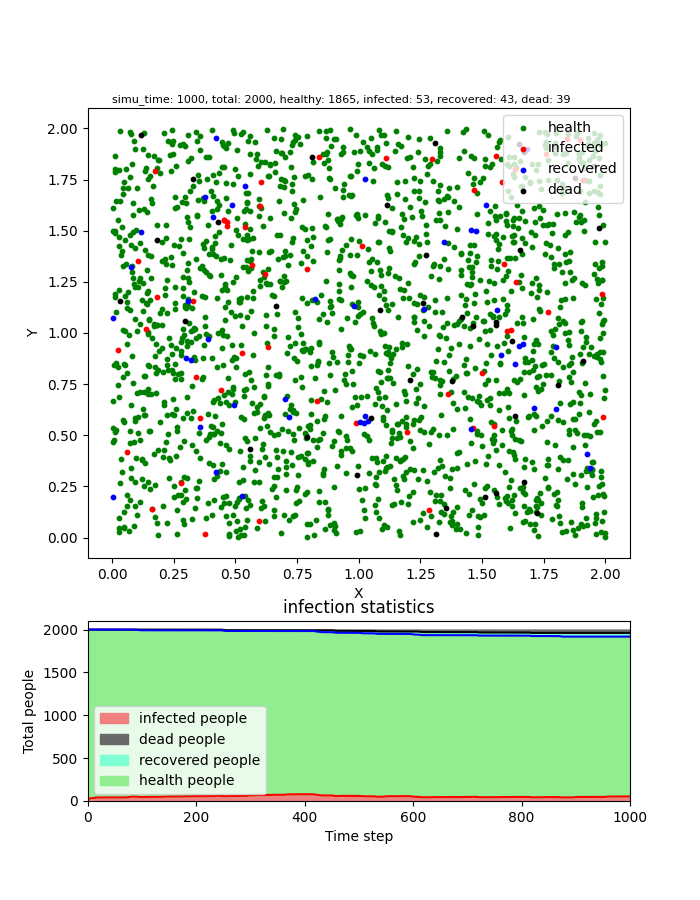 simu_time: 1000, total: 2000, healthy: 1865, infected: 53, recovered: 43, dead: 39
health
infected
recovered
dead
2.00
1.75
1.50
1.25
1.00
0.75
0.50
0.25
0.00
Y
0.00 0.25 0.50 0.75 1.00 1.25 1.50 1.75 2.00
X
infection statistics
2000
1500
1000
500
0
Total people
infected people
dead people
recovered people
health people
0 200 400 600 800 1000
Time step